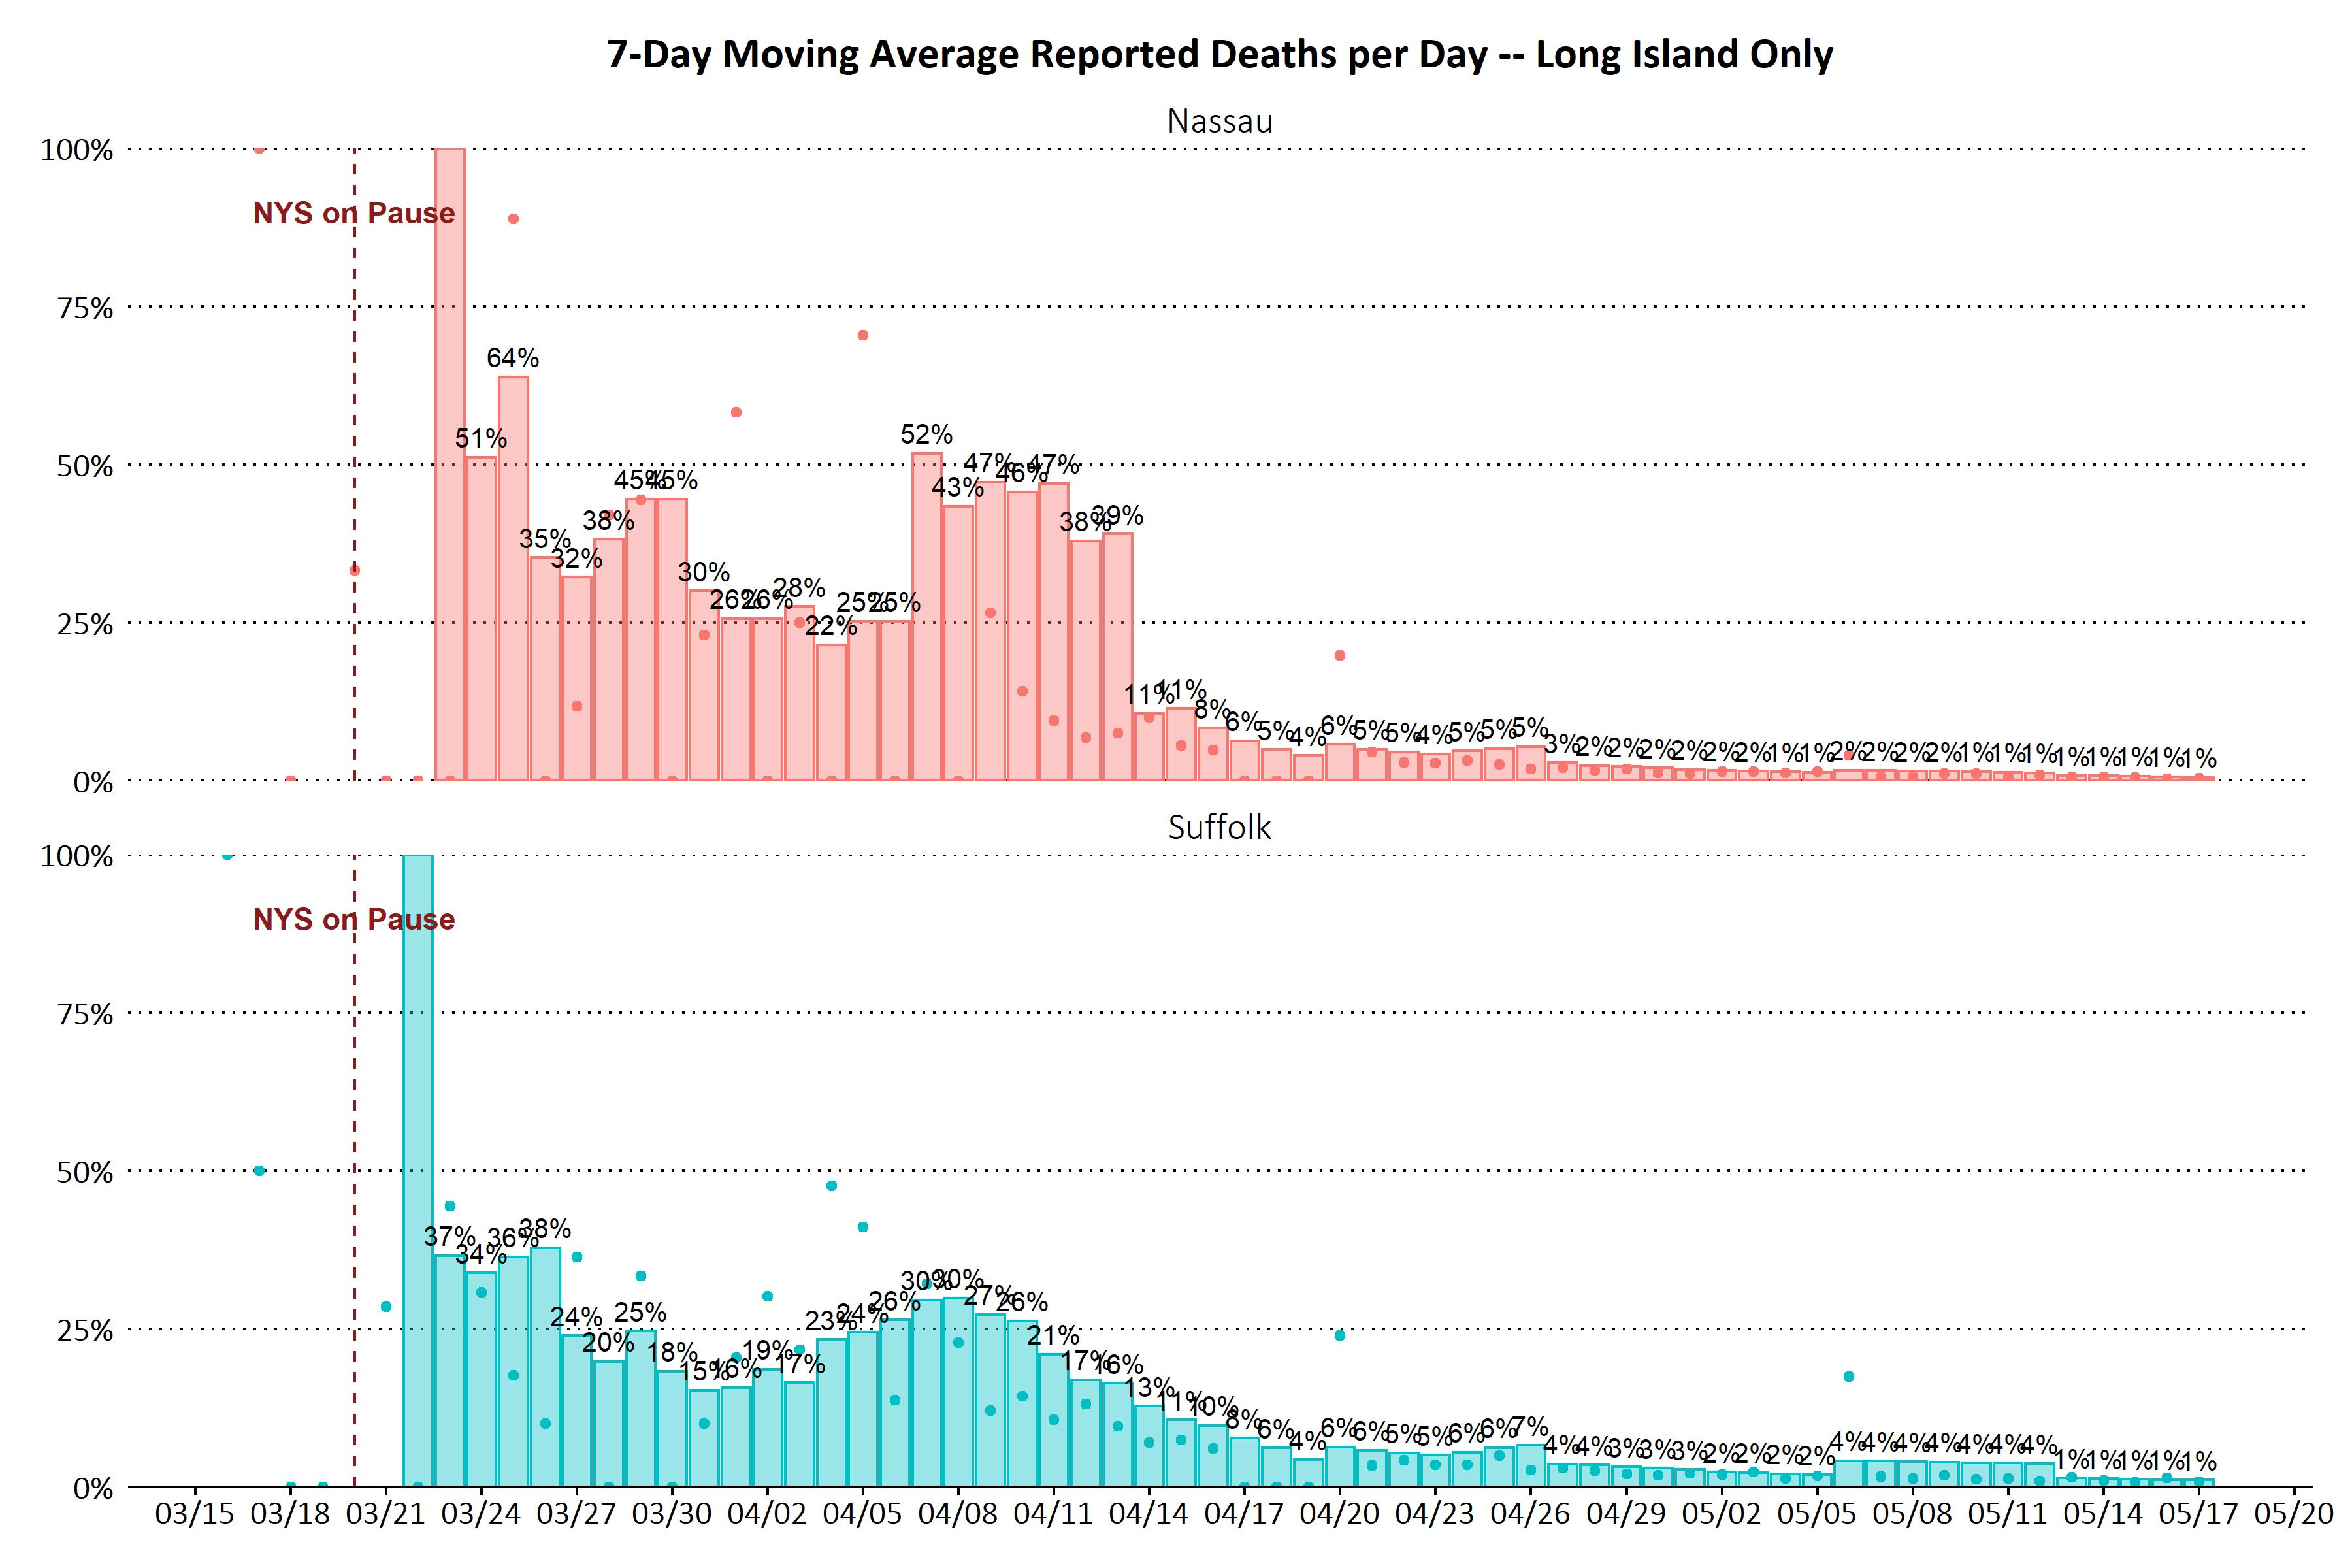 7-Day Moving Average Reported Deaths per Day -- Long Island Only
Nassau
100%
75%
50%
25%
0%
NYS on Pause
51% 64% 35% 32% 38% 45% 45% 30% 26% 26% 28% 22% 25% 25% 52% 43% 47% 46% 47% 38% 39% 11% 11% 8% 6% 5% 4% 6% 5% 5% 4% 5% 5% 5% 3% 2% 2% 2% 2% 2% 2% 1% 1% 2% 2% 2% 2% 1% 1% 1% 1% 1% 1% 1% 1%
Suffolk
100%
75%
50%
25%
0%
NYS on Pause
37% 34% 36% 38% 24% 20% 25% 18% 15% 16% 19% 17% 23% 24% 26% 30% 30% 27% 26% 21% 17% 16% 13% 11% 10% 8% 6% 4% 6% 6% 5% 5% 6% 6% 7% 4% 4% 3% 3% 3% 2% 2% 2% 2% 4% 4% 4% 4% 4% 4% 4% 1% 1% 1% 1% 1%
03/15 03/18 03/21 03/24 03/27 03/30 04/02 04/05 04/08 04/11 04/14 04/17 04/20 04/23 04/26 04/29 05/02 05/05 05/08 05/11 05/14 05/17 05/20